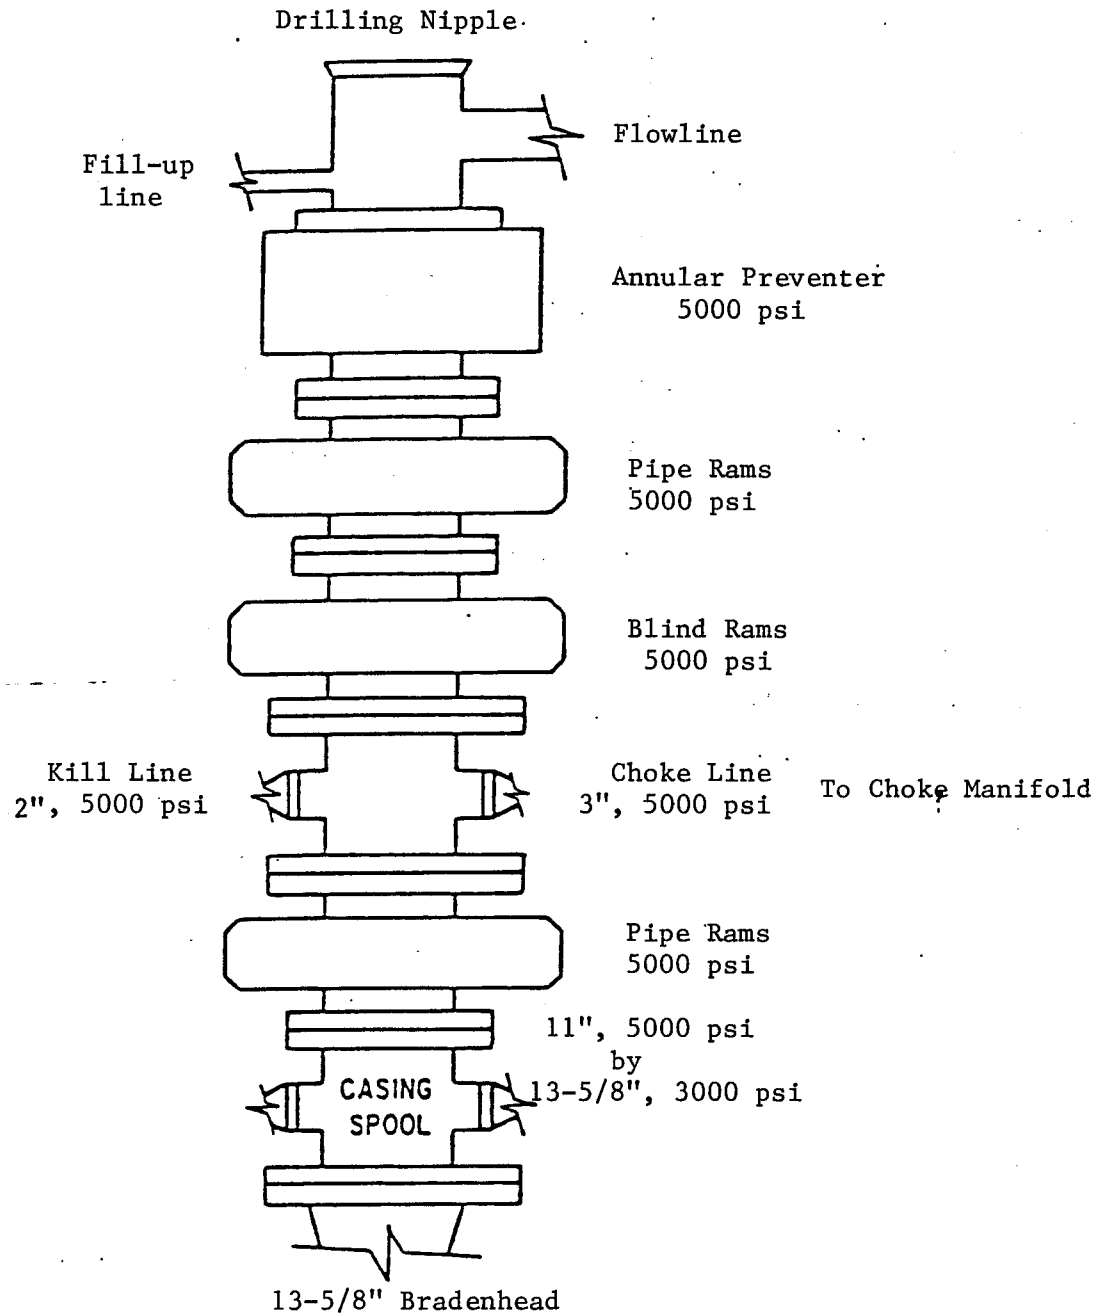 Drilling Nipple
Flowline
Fill-up
line
Annular Preventer
5000 psi
Pipe Rams
5000 psi
Blind Rams
5000 psi
Kill Line
2", 5000 psi
Choke Line
3", 5000 psi
To Choke Manifold
Pipe Rams
5000 psi
11", 5000 psi
by
13-5/8", 3000 psi
CASING
SPOOL
13-5/8" Bradenhead